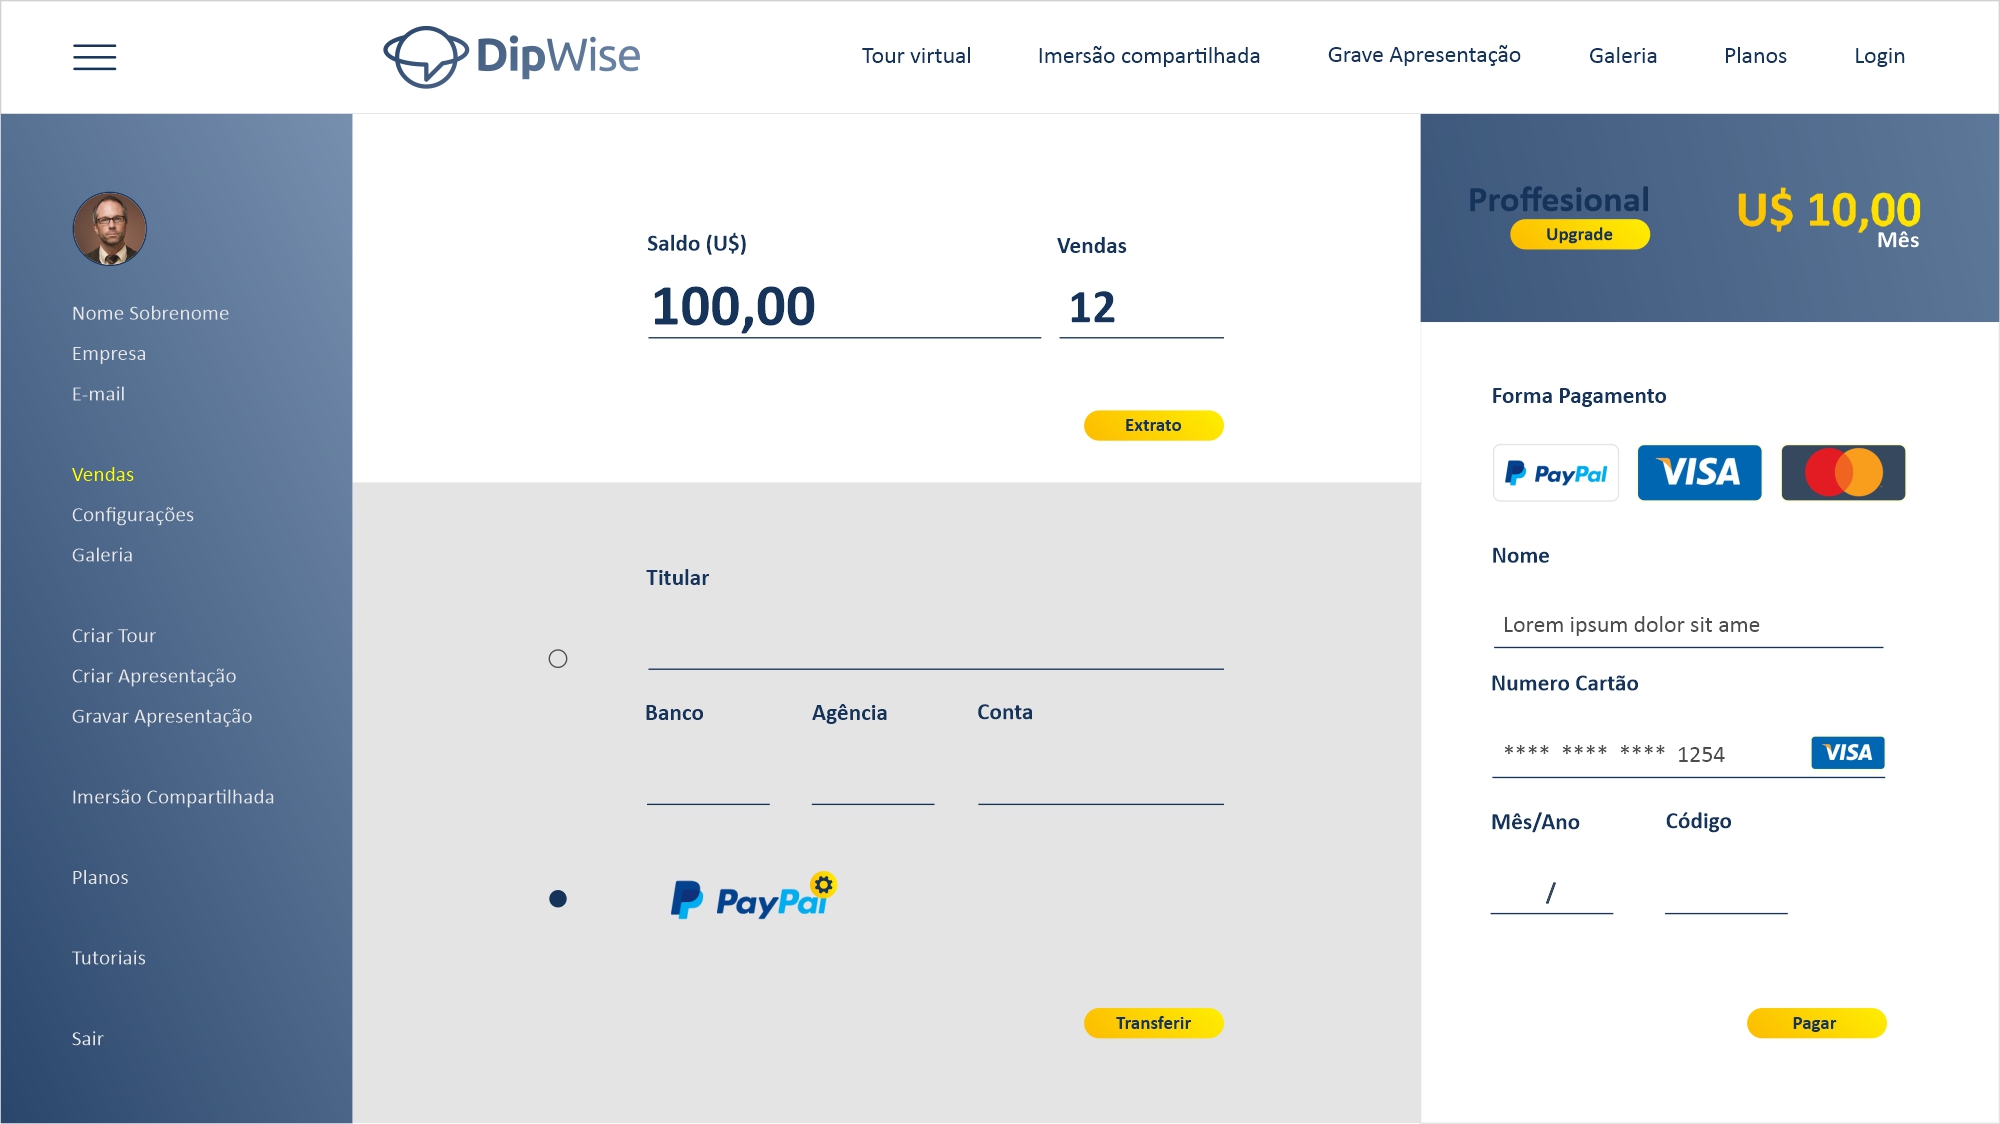 DipWise
Tour virtual
Imersão compartilhada
Grave Apresentação
Galeria
Planos
Login
Nome Sobrenome
Empresa
E-mail
Vendas
Configurações
Galeria
Criar Tour
Criar Apresentação
Gravar Apresentação
Imersão Compartilhada
Planos
Tutoriais
Sair
Saldo (U$)
100,00
Vendas
12
Extrato
Titular
Banco
Agência
Conta
PayPal
Transferir
Proffesional
Upgrade
U$ 10,00
Mês
Forma Pagamento
PayPal
VISA
Nome
Lorem ipsum dolor sit ame
Numero Cartão
**** **** **** 1254
VISA
Mês/Ano
Código
/
Pagar